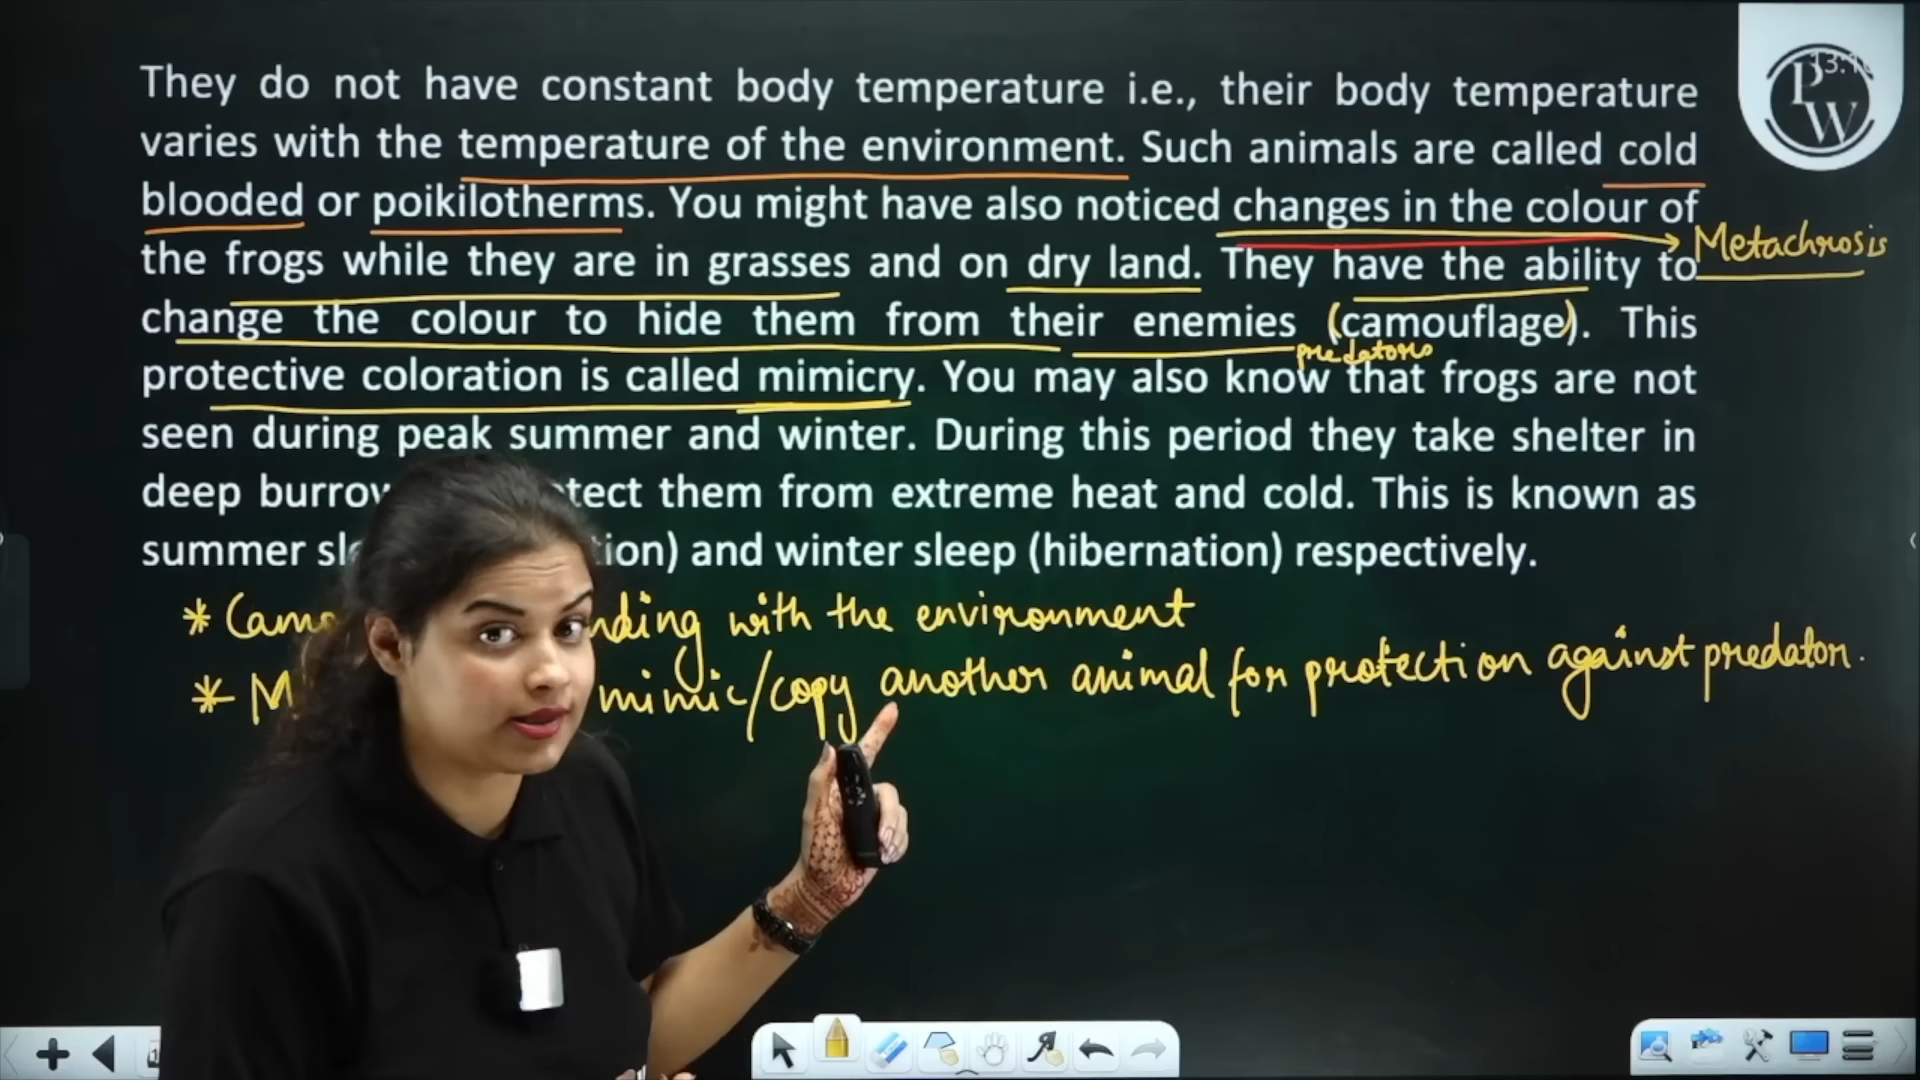 They do not have constant body temperature i.e., their body temperature
varies with the temperature of the environment. Such animals are called cold
blooded or poikilotherms. You might have also noticed changes in the colour of
Metachrosis
the frogs while they are in grasses and on dry land. They have the ability to
change the colour to hide them from their enemies (camouflage). This
predators
protective coloration is called mimicry. You may also know that frogs are not
seen during peak summer and winter. During this period they take shelter in
deep tect them from extreme heat and cold. This is known as
summer tion) and winter sleep (hibernation) respectively.
* with the environment
* mimic/copy another animal for protection against predator.
PW